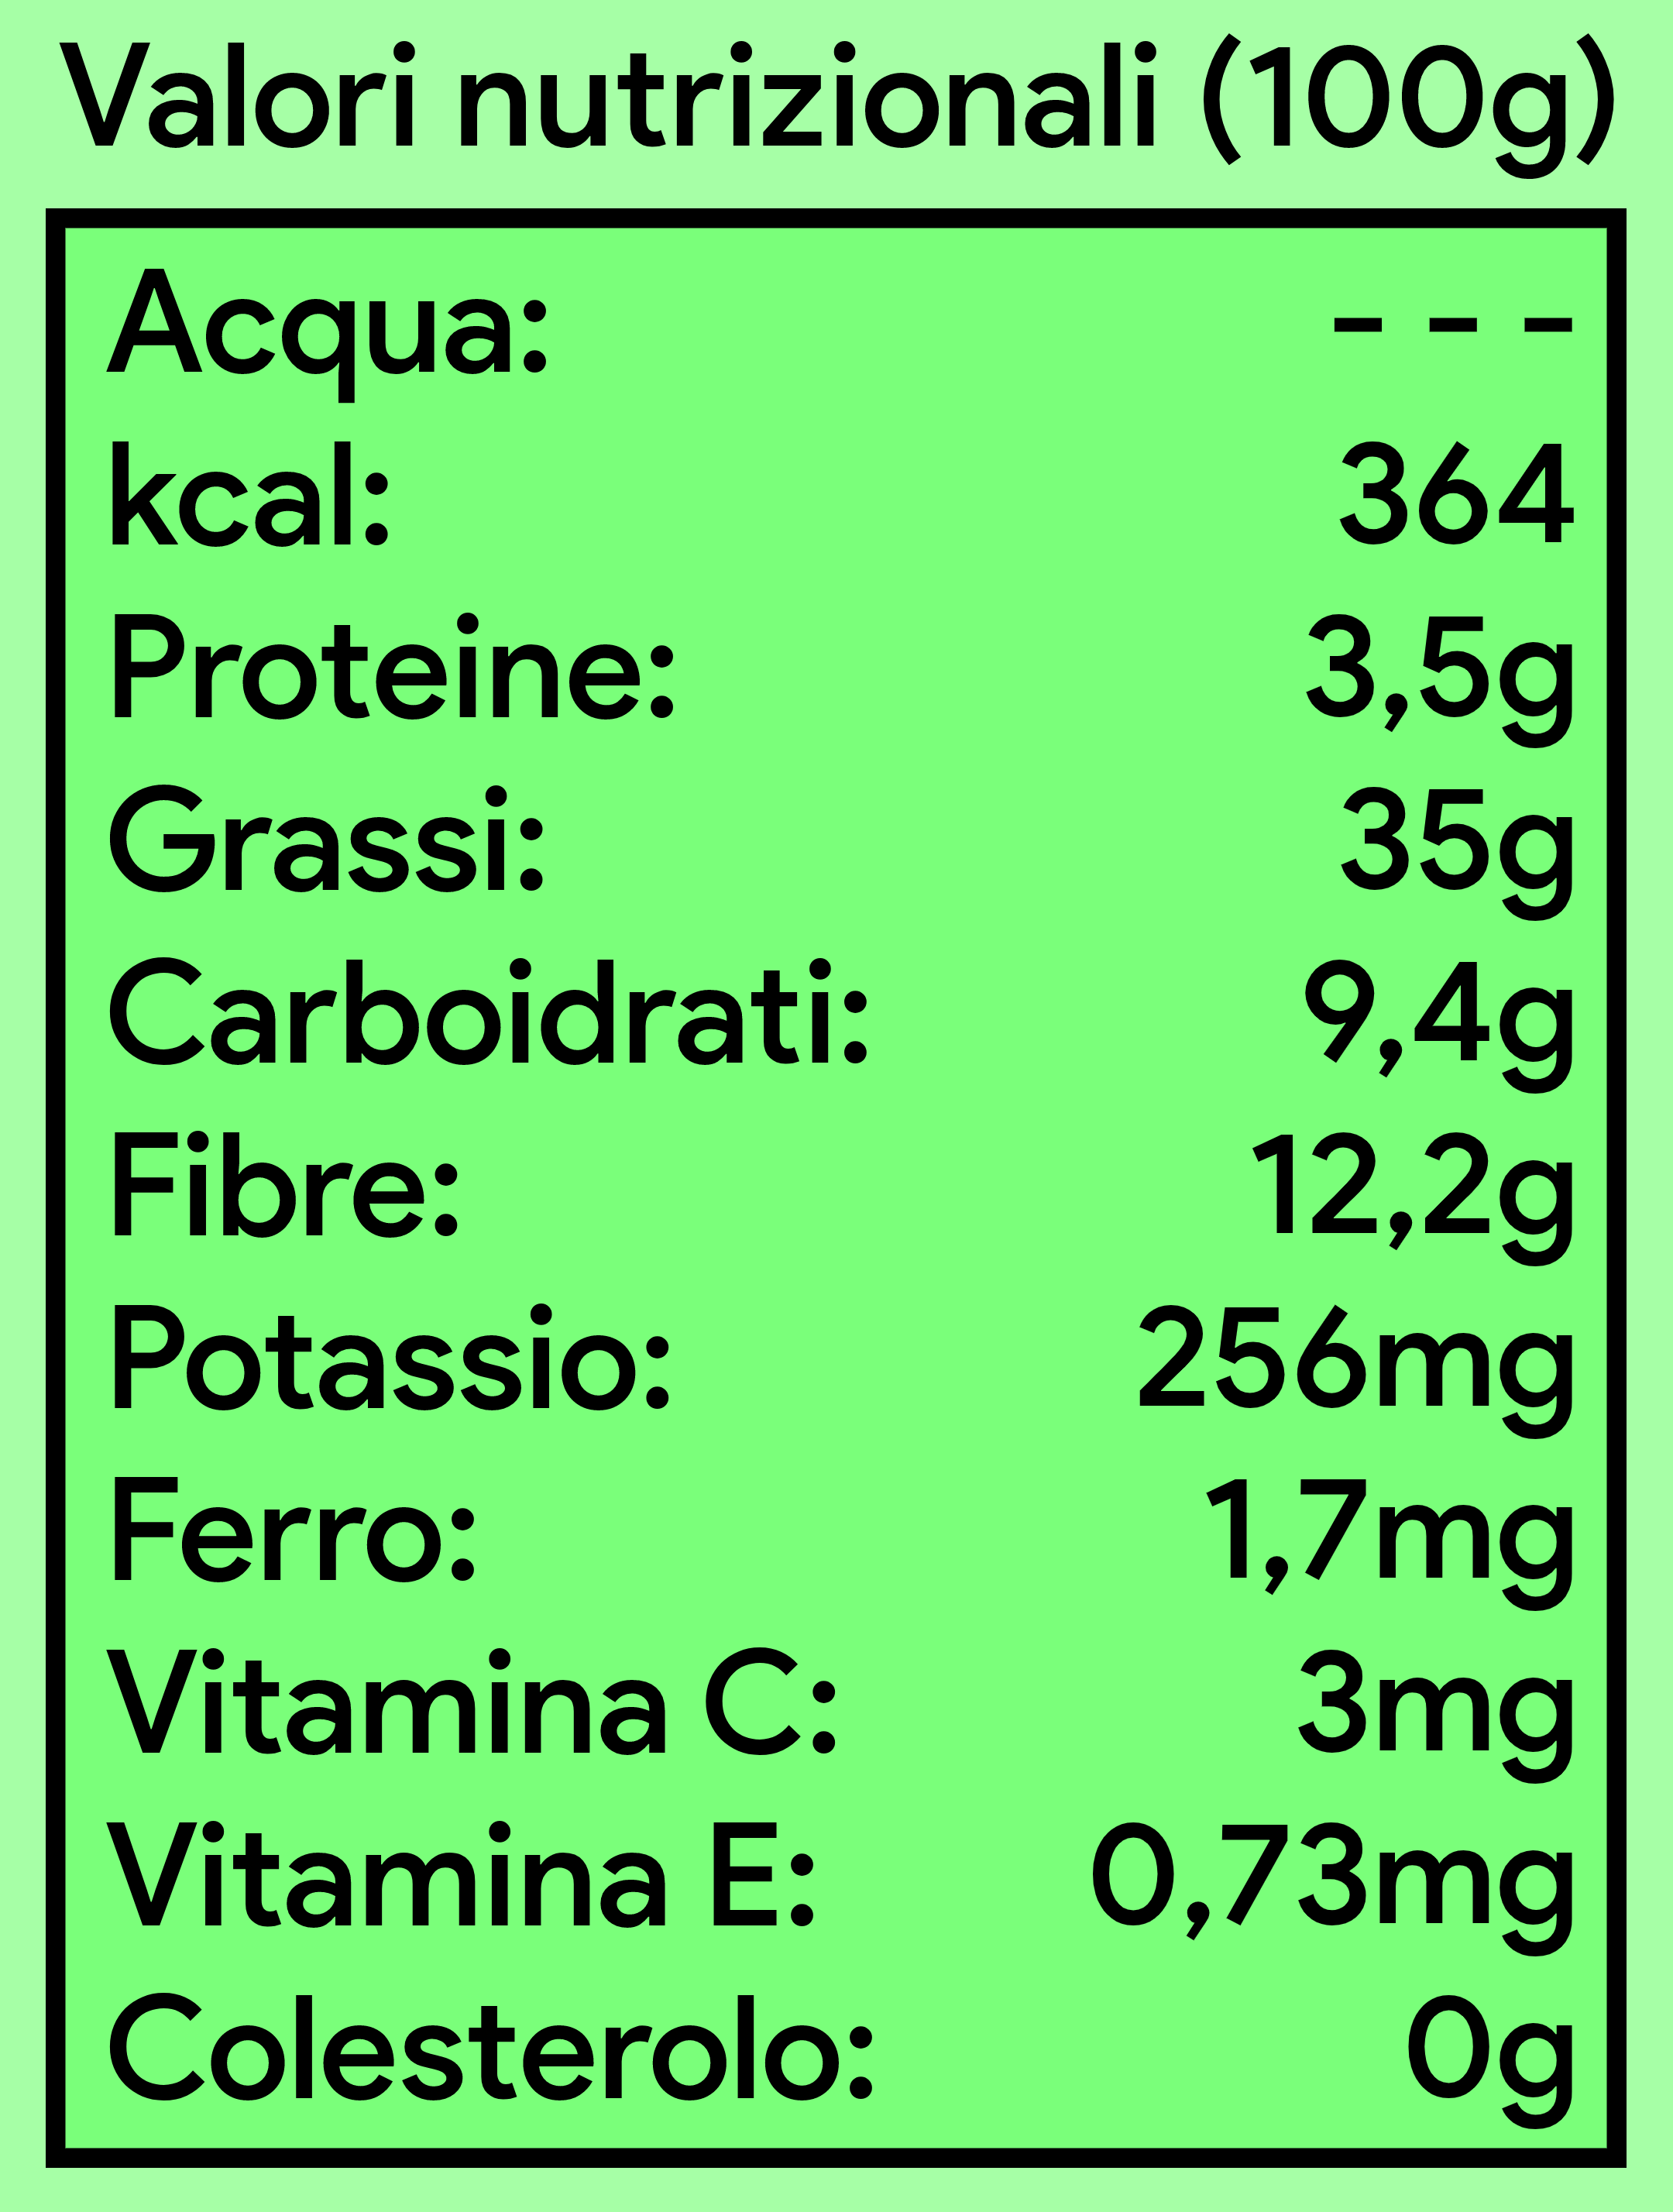 Valori nutrizionali (100g)
Acqua: - - -
kcal: 364
Proteine: 3,5g
Grassi: 35g
Carboidrati: 9,4g
Fibre: 12,2g
Potassio: 256mg
Ferro: 1,7mg
Vitamina C: 3mg
Vitamina E: 0,73mg
Colesterolo: 0g